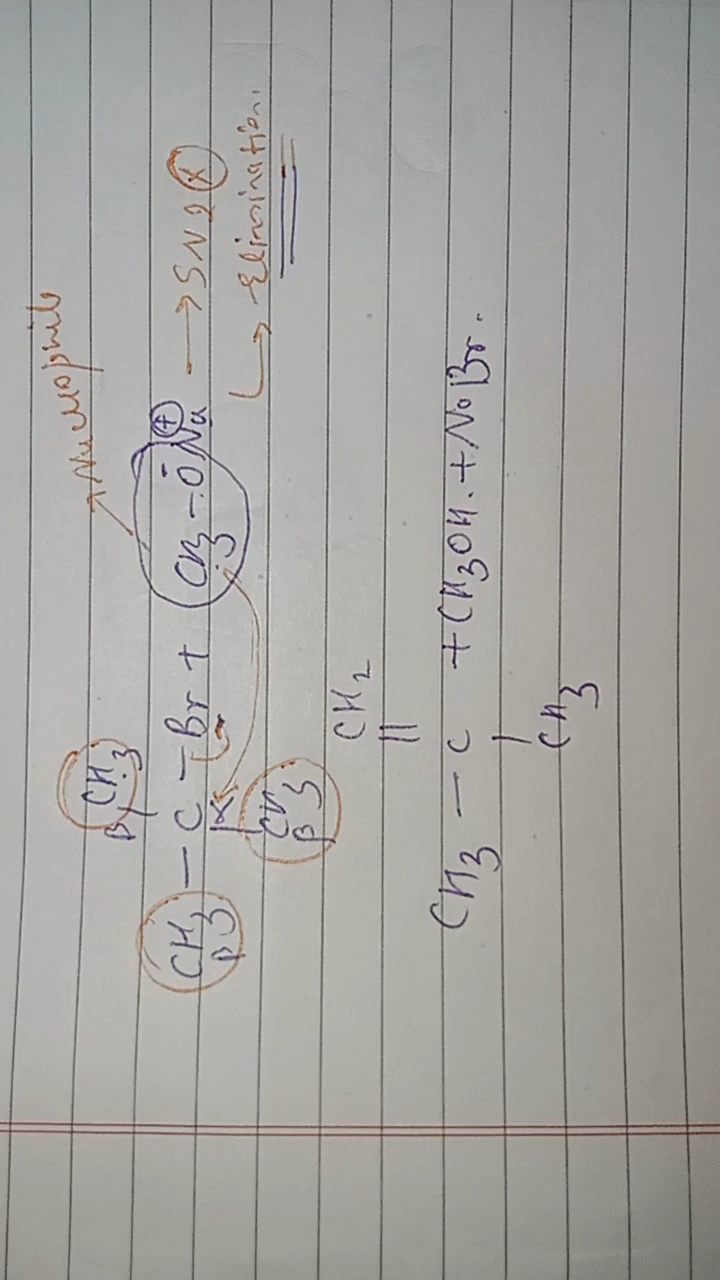 → Nucleophile
CH3
β
CH3 — C — Br + CH3 — O⁻ Na⊕ → SN2 ⓧ
β α
CH3 ↳ Elimination.
β
CH2
||
CH3 — C + CH3OH. + NaBr.
|
CH3